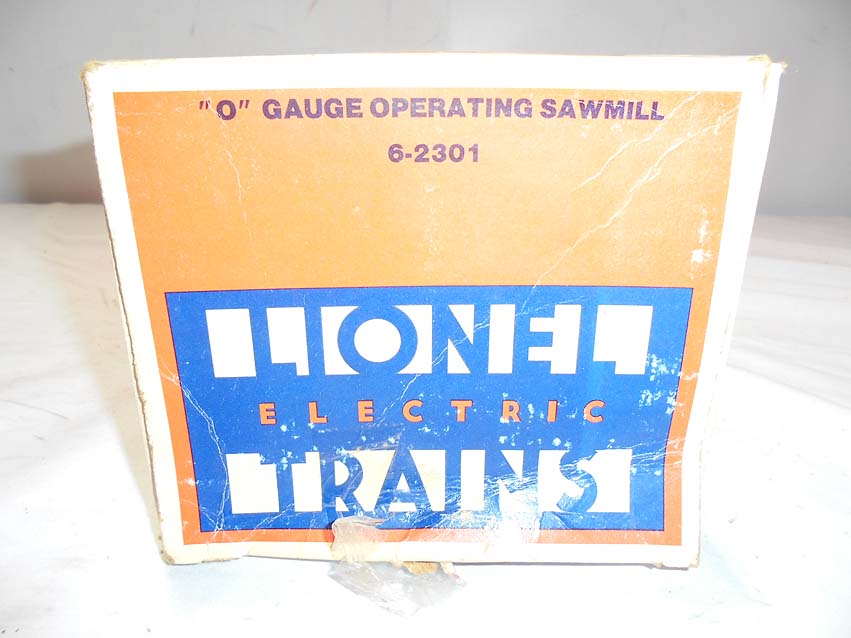 "O" GAUGE OPERATING SAWMILL
6-2301
LIONEL
ELECTRIC
TRAINS